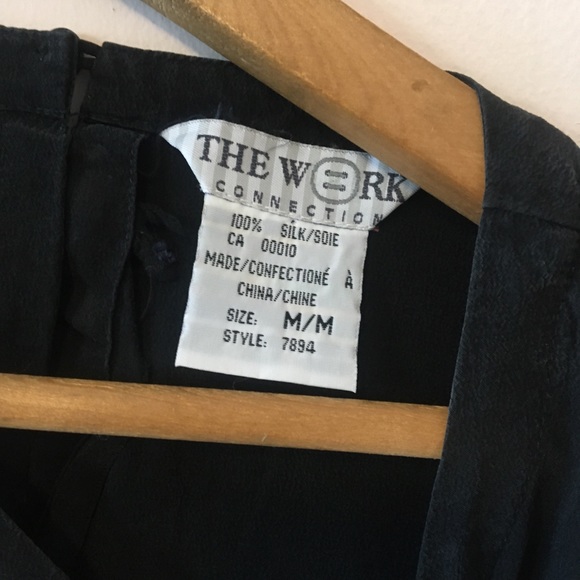 THE WORK
CONNECTION
100% SILK/SOIE
CA 00010
MADE/CONFECTIONÉ À
CHINA/CHINE
SIZE: M/M
STYLE: 7894